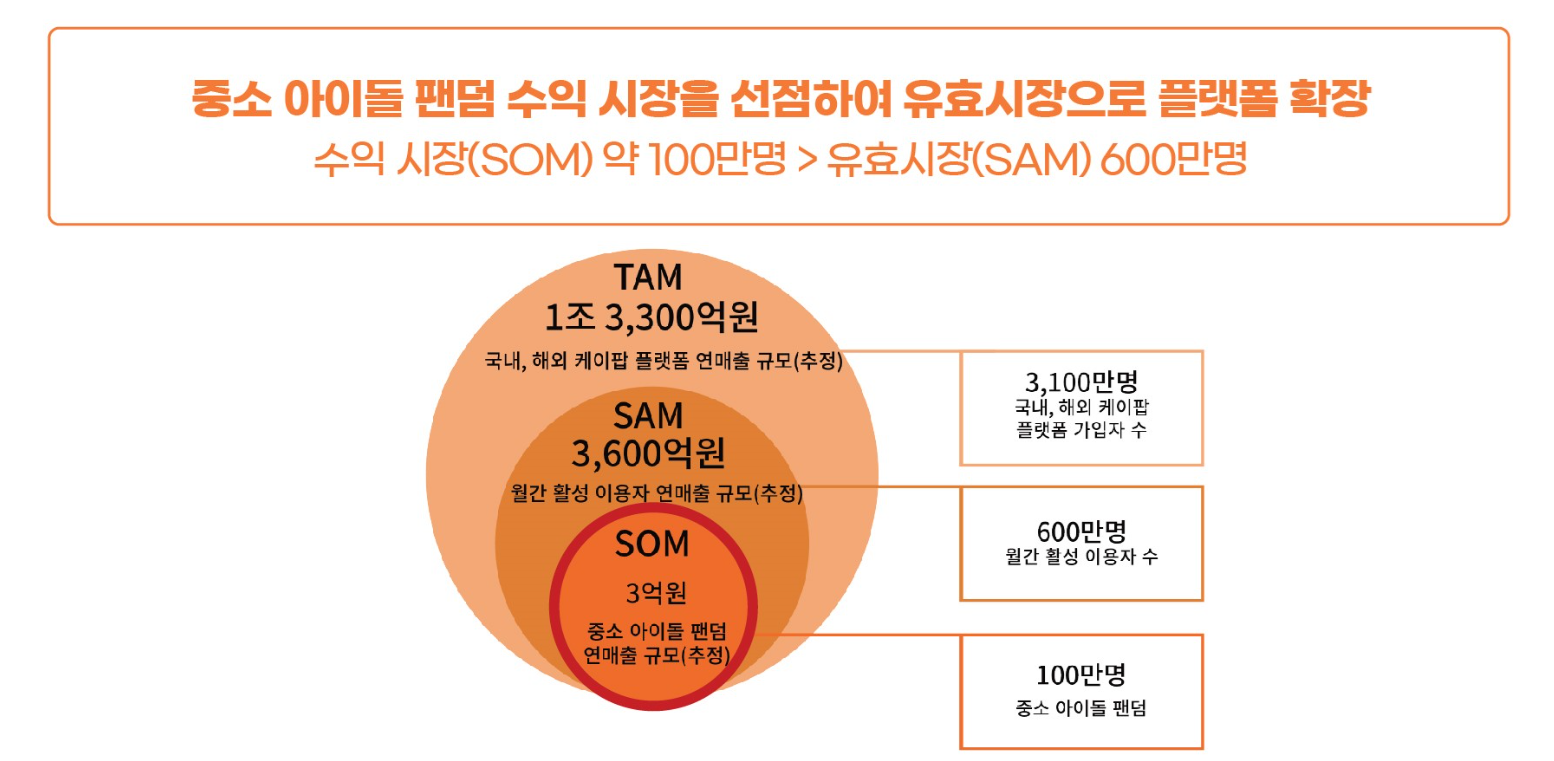 중소 아이돌 팬덤 수익 시장을 선점하여 유효시장으로 플랫폼 확장
수익 시장(SOM) 약 100만명 > 유효시장(SAM) 600만명
TAM
1조 3,300억원
국내, 해외 케이팝 플랫폼 연매출 규모(추정)
3,100만명
국내, 해외 케이팝
플랫폼 가입자 수
SAM
3,600억원
월간 활성 이용자 연매출 규모(추정)
600만명
월간 활성 이용자 수
SOM
3억원
중소 아이돌 팬덤
연매출 규모(추정)
100만명
중소 아이돌 팬덤